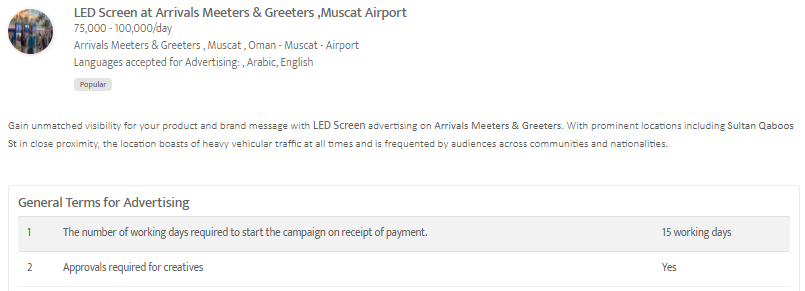 LED Screen at Arrivals Meeters & Greeters ,Muscat Airport
75,000 - 100,000/day
Arrivals Meeters & Greeters , Muscat , Oman - Muscat - Airport
Languages accepted for Advertising: , Arabic, English
Popular
Gain unmatched visibility for your product and brand message with LED Screen advertising on Arrivals Meeters & Greeters. With prominent locations including Sultan Qaboos
St in close proximity, the location boasts of heavy vehicular traffic at all times and is frequented by audiences across communities and nationalities.
General Terms for Advertising
1 The number of working days required to start the campaign on receipt of payment. 15 working days
2 Approvals required for creatives Yes